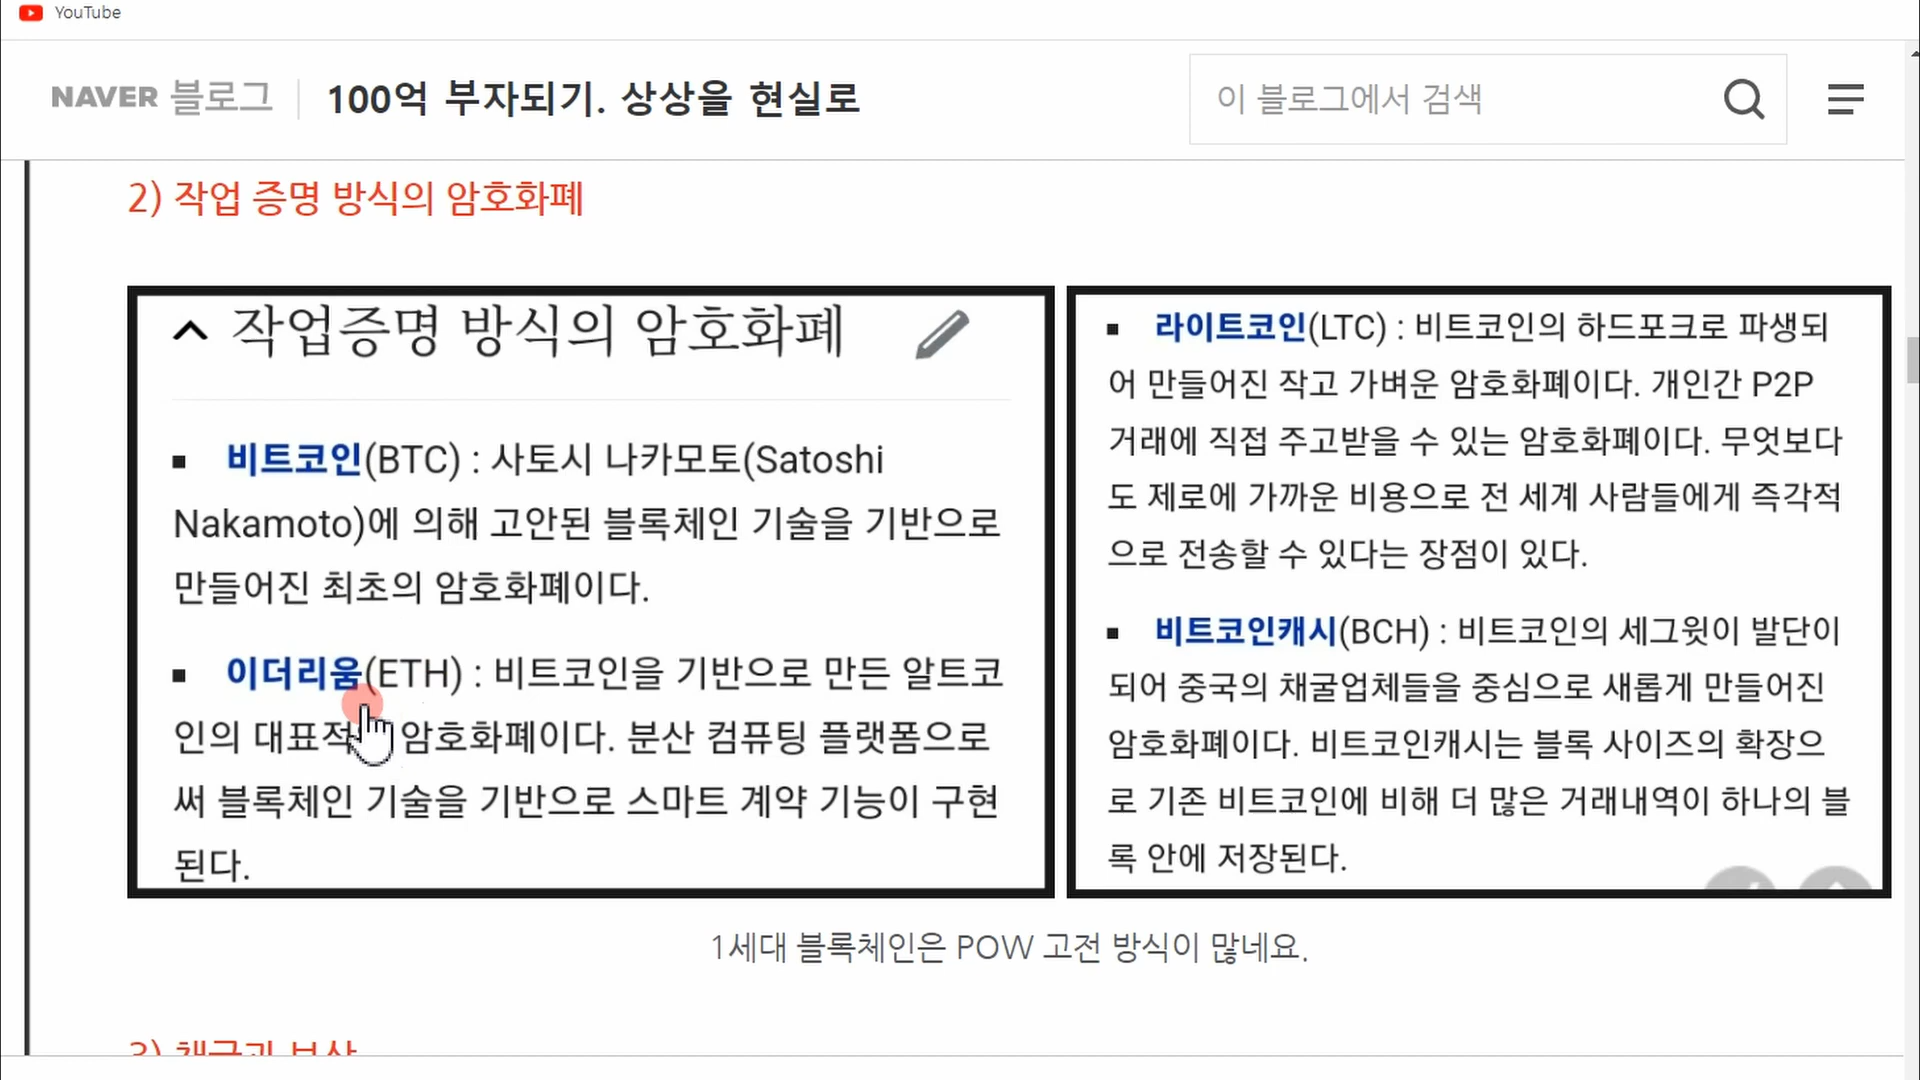 YouTube
NAVER 블로그
100억 부자되기. 상상을 현실로
이 블로그에서 검색
2) 작업 증명 방식의 암호화폐
작업증명 방식의 암호화폐
비트코인(BTC) : 사토시 나카모토(Satoshi
Nakamoto)에 의해 고안된 블록체인 기술을 기반으로
만들어진 최초의 암호화폐이다.
이더리움(ETH) : 비트코인을 기반으로 만든 알트코
인의 대표적 암호화폐이다. 분산 컴퓨팅 플랫폼으로
써 블록체인 기술을 기반으로 스마트 계약 기능이 구현
된다.
라이트코인(LTC) : 비트코인의 하드포크로 파생되
어 만들어진 작고 가벼운 암호화폐이다. 개인간 P2P
거래에 직접 주고받을 수 있는 암호화폐이다. 무엇보다
도 제로에 가까운 비용으로 전 세계 사람들에게 즉각적
으로 전송할 수 있다는 장점이 있다.
비트코인캐시(BCH) : 비트코인의 세그윗이 발단이
되어 중국의 채굴업체들을 중심으로 새롭게 만들어진
암호화폐이다. 비트코인캐시는 블록 사이즈의 확장으
로 기존 비트코인에 비해 더 많은 거래내역이 하나의 블
록 안에 저장된다.
1세대 블록체인은 POW 고전 방식이 많네요.
3) 채굴과 보상